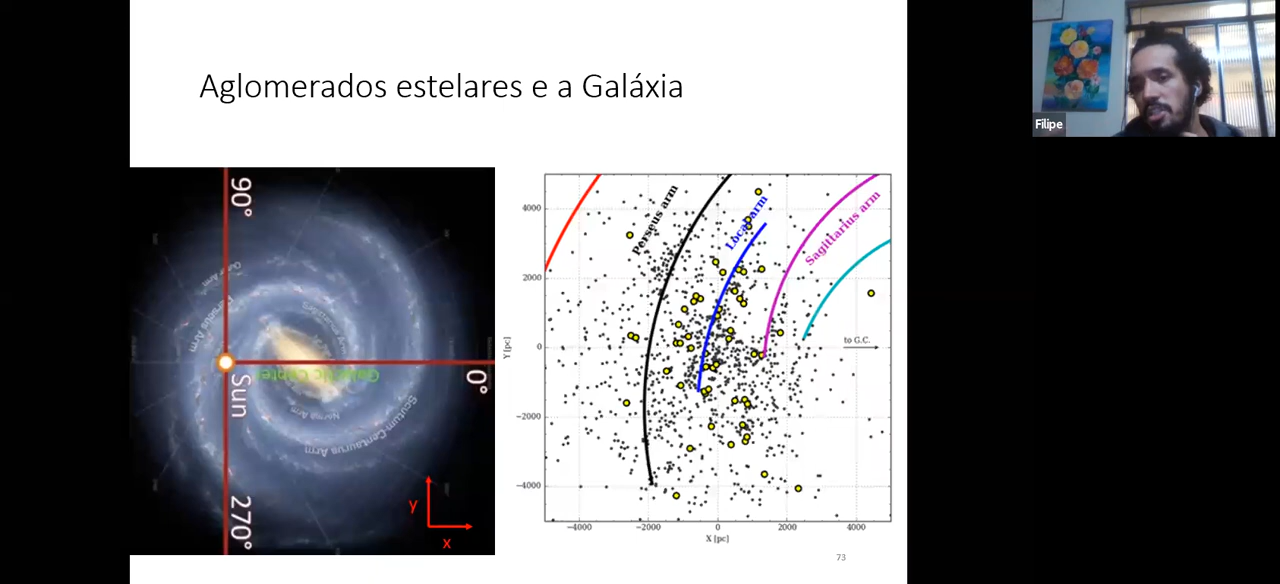 Aglomerados estelares e a Galáxia
Filipe
90°
Outer Arm
Perseus Arm
Sagittarius Arm
Sun
Galactic Center
0°
Norma Arm
Scutum-Centaurus Arm
270°
y
x
Perseus arm
Local arm
Sagittarius arm
to G.C.
4000
2000
0
−2000
−4000
Y [pc]
−4000
−2000
0
2000
4000
X [pc]
73